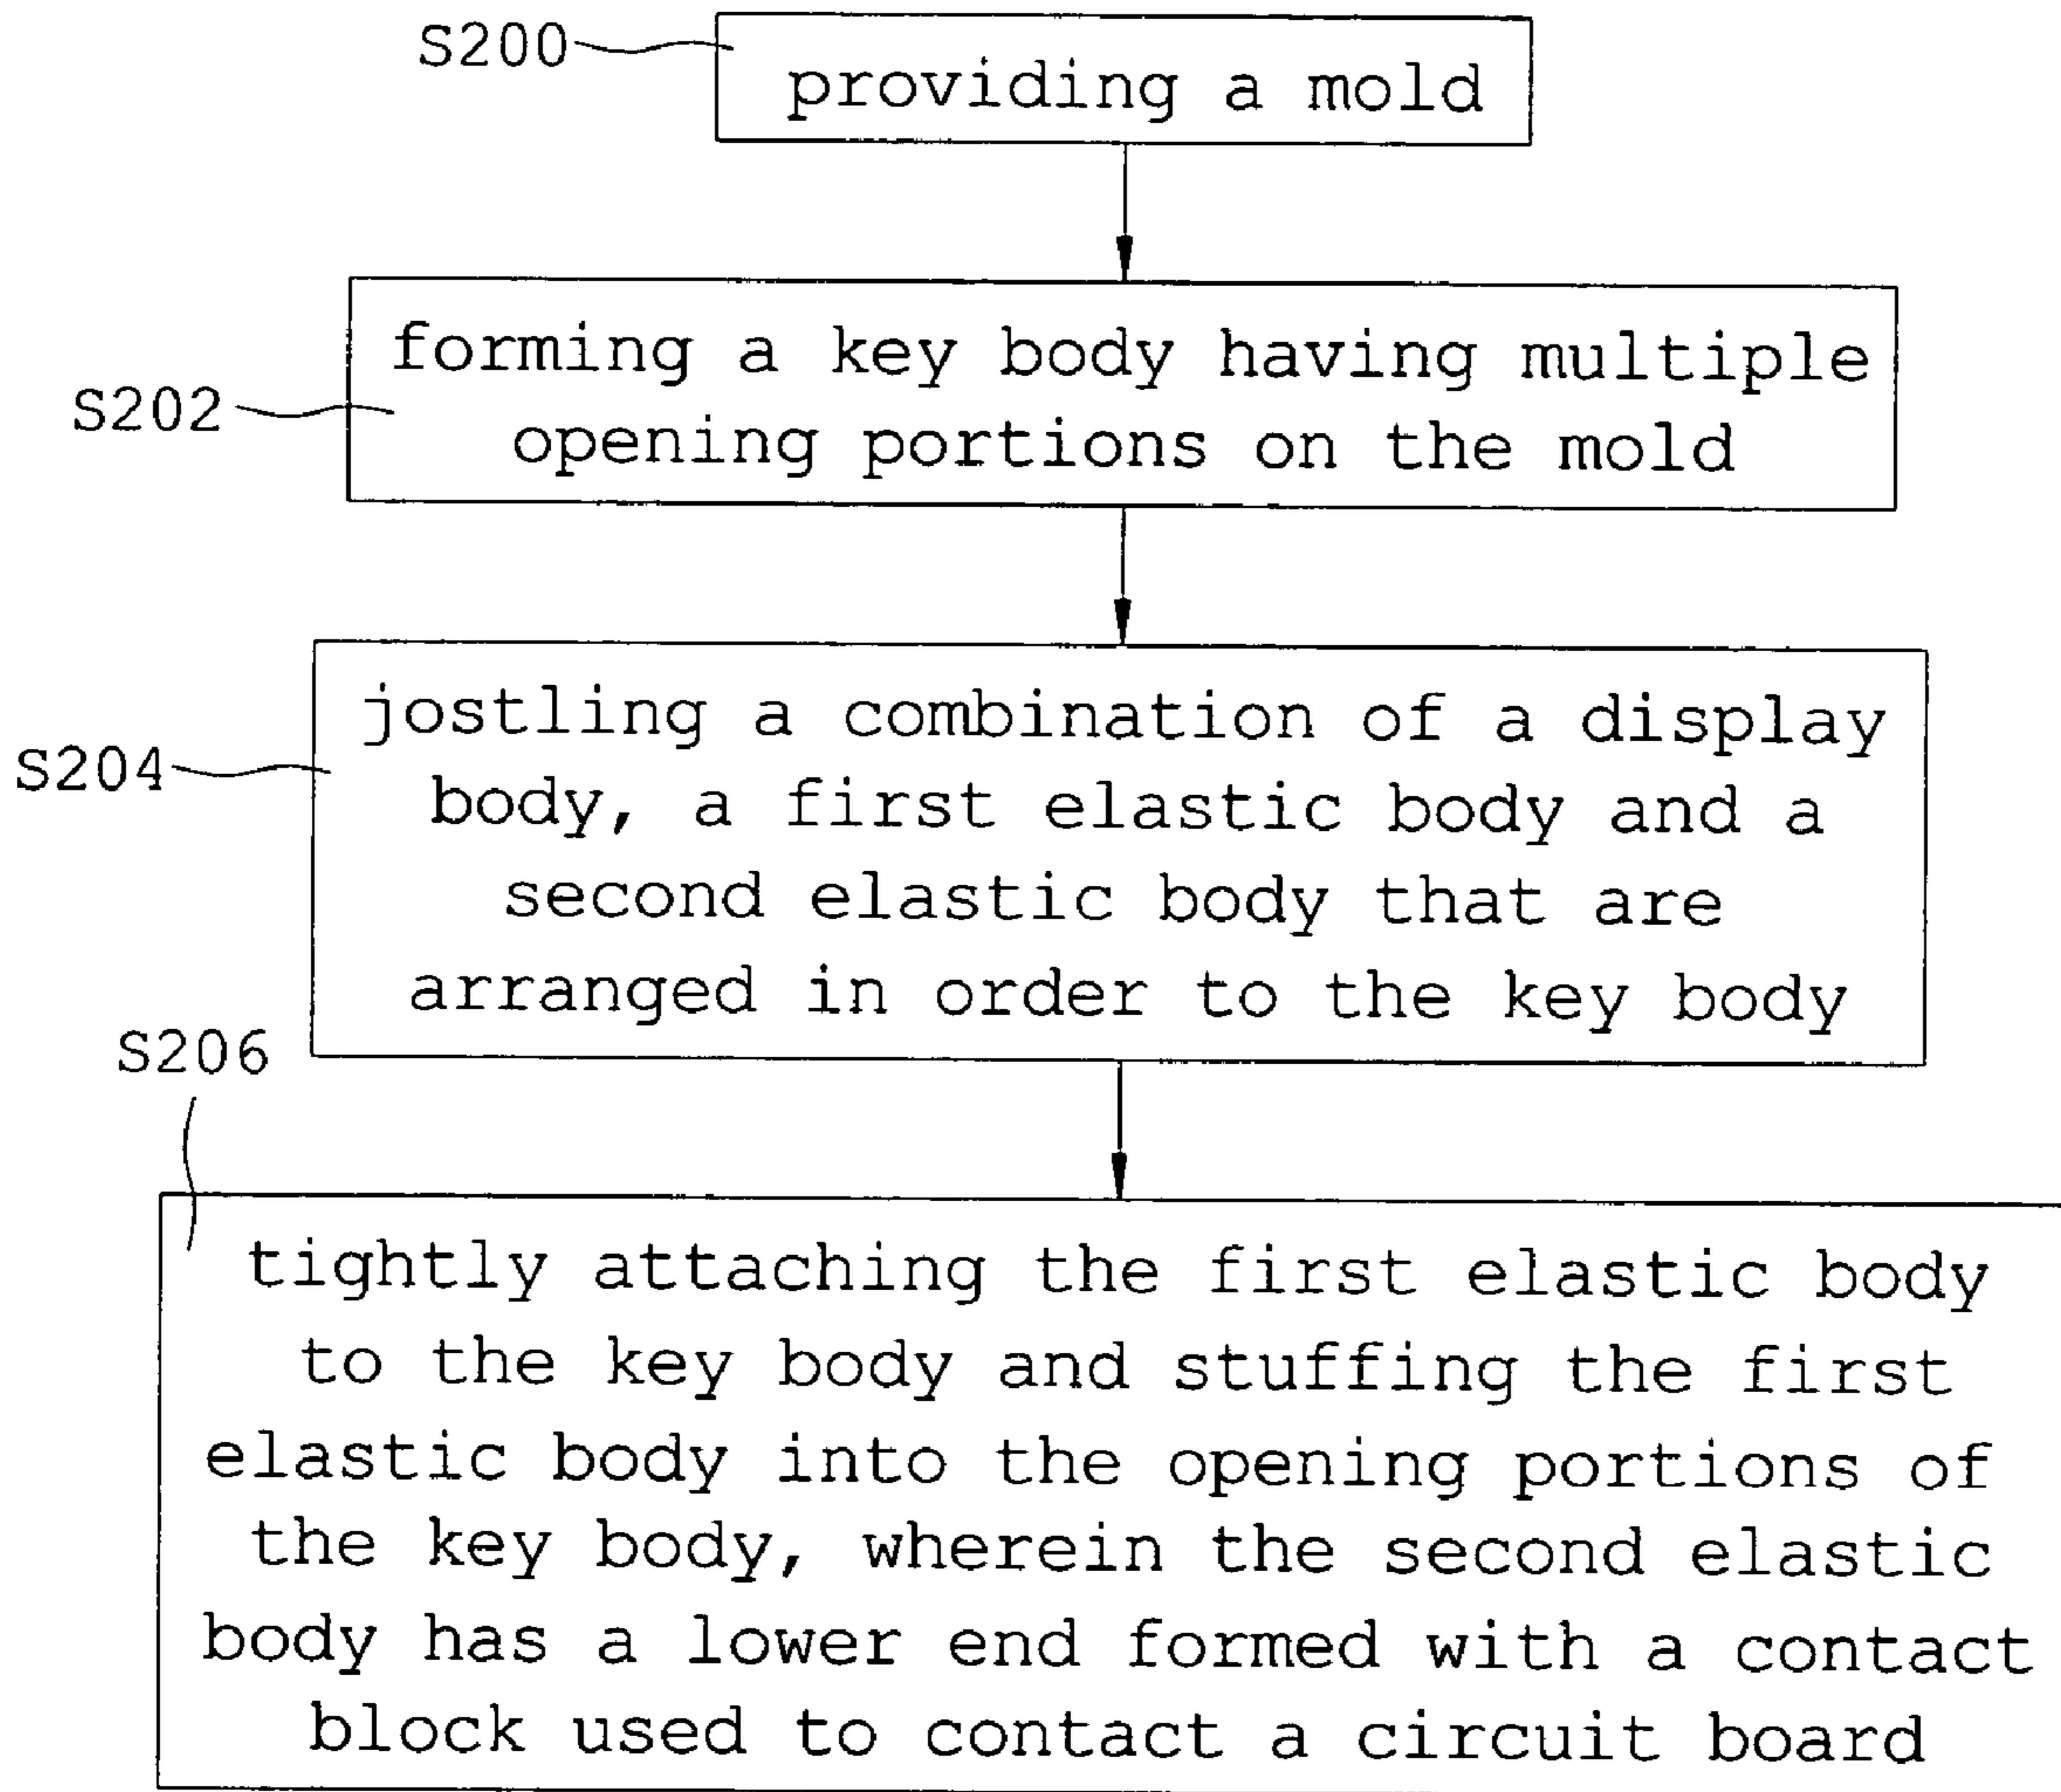 S200
providing a mold
S202
forming a key body having multiple
opening portions on the mold
S204
jostling a combination of a display
body, a first elastic body and a
second elastic body that are
arranged in order to the key body
S206
tightly attaching the first elastic body
to the key body and stuffing the first
elastic body into the opening portions of
the key body, wherein the second elastic
body has a lower end formed with a contact
block used to contact a circuit board